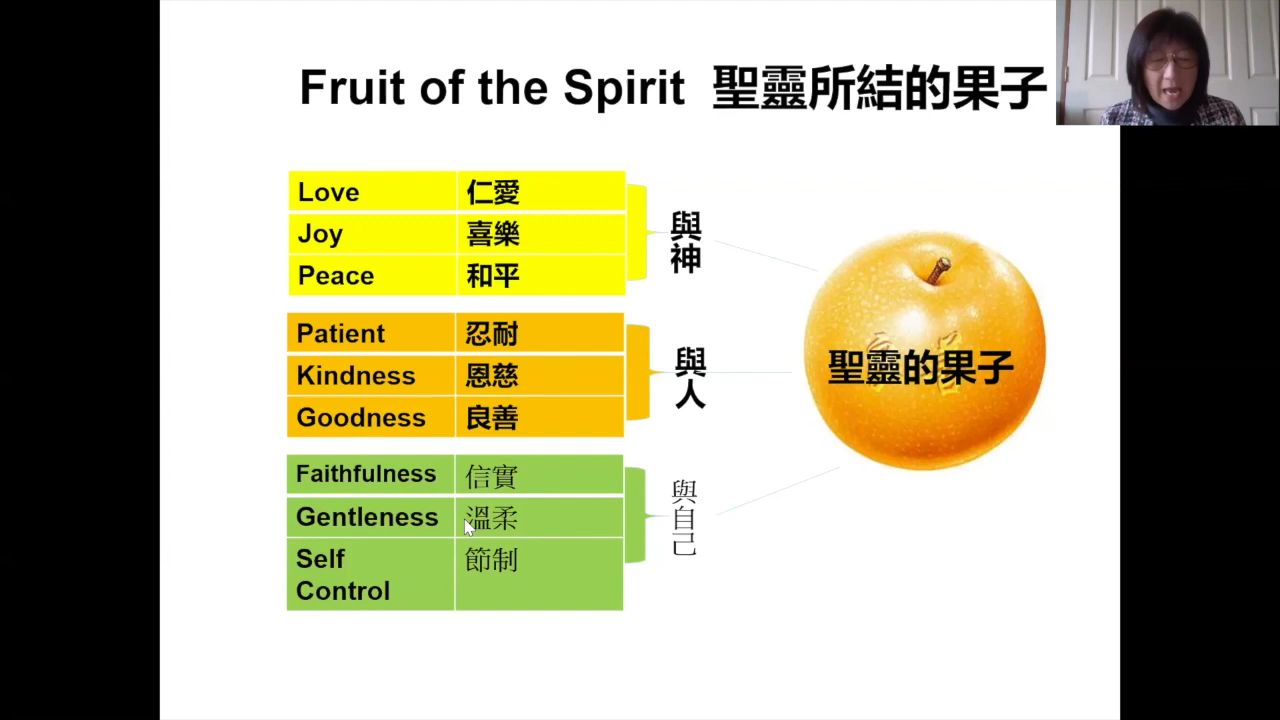 Fruit of the Spirit 聖靈所結的果子
Love 仁愛
Joy 喜樂
Peace 和平
與神
Patient 忍耐
Kindness 恩慈
Goodness 良善
與人
Faithfulness 信實
Gentleness 溫柔
Self 節制
Control
與自己
聖靈的果子